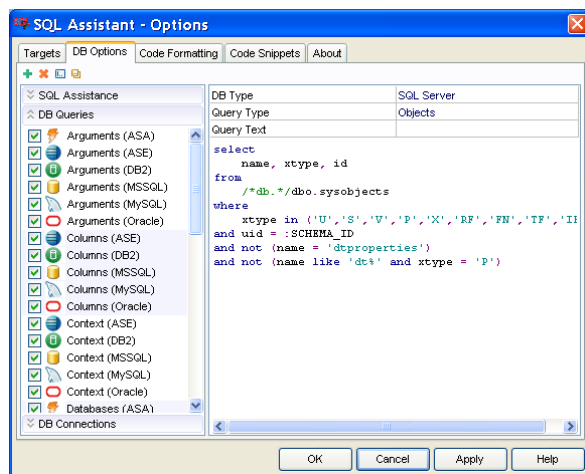 SQL Assistant - Options
Targets DB Options Code Formatting Code Snippets About
SQL Assistance
DB Queries
Arguments (ASA)
Arguments (ASE)
Arguments (DB2)
Arguments (MSSQL)
Arguments (MySQL)
Arguments (Oracle)
Columns (ASE)
Columns (DB2)
Columns (MSSQL)
Columns (MySQL)
Columns (Oracle)
Context (ASE)
Context (DB2)
Context (MSSQL)
Context (MySQL)
Context (Oracle)
Databases (ASA)
DB Connections
DB Type SQL Server
Query Type Objects
Query Text
select
name, xtype, id
from
/*db.*/dbo.sysobjects
where
xtype in ('U','S','V','P','X','RF','FN','TF','
and uid = :SCHEMA_ID
and not (name = 'dtproperties')
and not (name like 'dt%' and xtype = 'P')
OK Cancel Apply Help